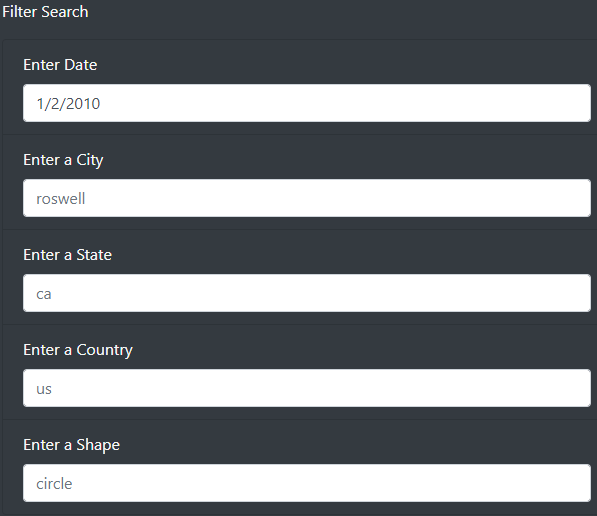 Filter Search
Enter Date
1/2/2010
Enter a City
roswell
Enter a State
ca
Enter a Country
us
Enter a Shape
circle